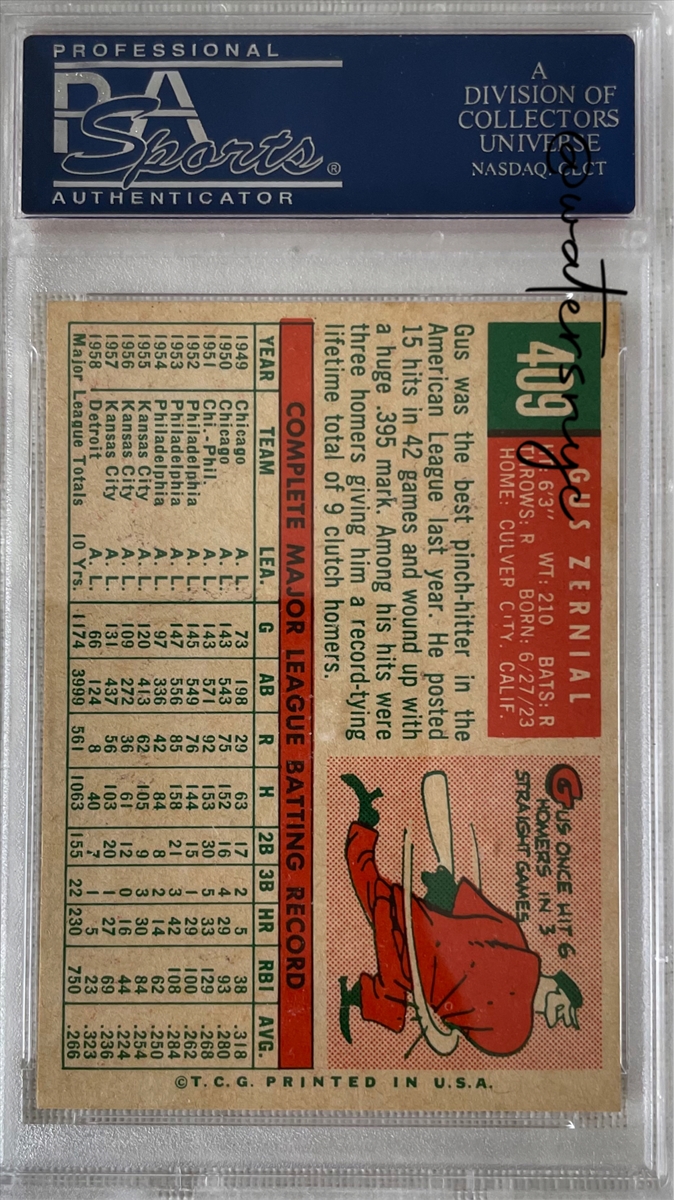 PROFESSIONAL
PSA
Sports®
AUTHENTICATOR
A
DIVISION OF
COLLECTORS
UNIVERSE
NASDAQ: CLCT
@watersnyc
409
GUS ZERNIAL
HT: 6'3" WT: 210 BATS: R
THROWS: R BORN: 6/27/23
HOME: CULVER CITY, CALIF.
Gus was the best pinch-hitter in the
American League last year. He posted
15 hits in 42 games and wound up with
a huge .395 mark. Among his hits were
three homers giving him a record-tying
lifetime total of 9 clutch homers.
GUS ONCE HIT 6
HOMERS IN 3
STRAIGHT GAMES
COMPLETE MAJOR LEAGUE BATTING RECORD
YEAR TEAM LEA. G AB R H 2B 3B HR RBI AVG.
1949 Chicago A. L. 73 198 29 63 17 2 5 38 .318
1950 Chicago A. L. 143 543 75 152 16 4 29 93 .280
1951 Chi.-Phil. A. L. 143 571 92 153 30 5 33 129 .268
1952 Philadelphia A. L. 145 549 76 144 15 1 29 100 .262
1953 Philadelphia A. L. 147 556 85 158 21 3 42 108 .284
1954 Philadelphia A. L. 97 336 42 84 8 2 14 62 .250
1955 Kansas City A. L. 120 413 62 105 9 3 30 84 .254
1956 Kansas City A. L. 109 272 36 61 12 0 16 44 .224
1957 Kansas City A. L. 131 437 56 103 20 1 27 69 .236
1958 Detroit A. L. 66 124 8 40 7 1 5 23 .323
Major League Totals 10 Yrs. 1174 3999 561 1063 155 22 230 750 .266
©T.C.G. PRINTED IN U.S.A.